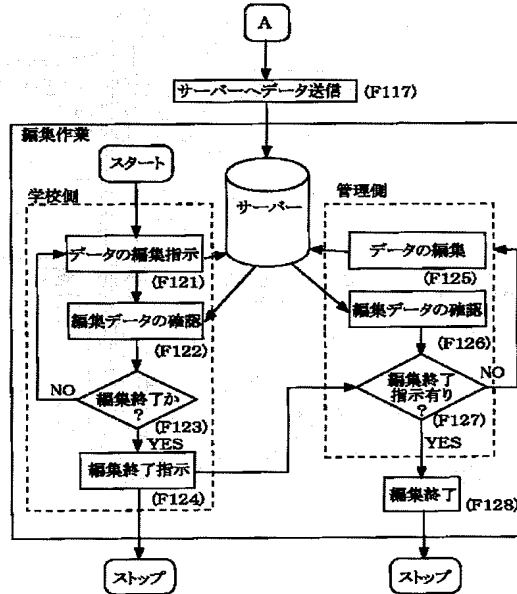 A
サーバーへデータ送信
(F117)
編集作業
スタート
サーバー
学校側
管理側
データの編集指示
(F121)
データの編集
(F125)
編集データの確認
(F122)
編集データの確認
(F126)
編集終了か
?
(F123)
NO
YES
編集終了
指示有り
?
(F127)
NO
YES
編集終了指示
(F124)
編集終了
(F128)
ストップ
ストップ